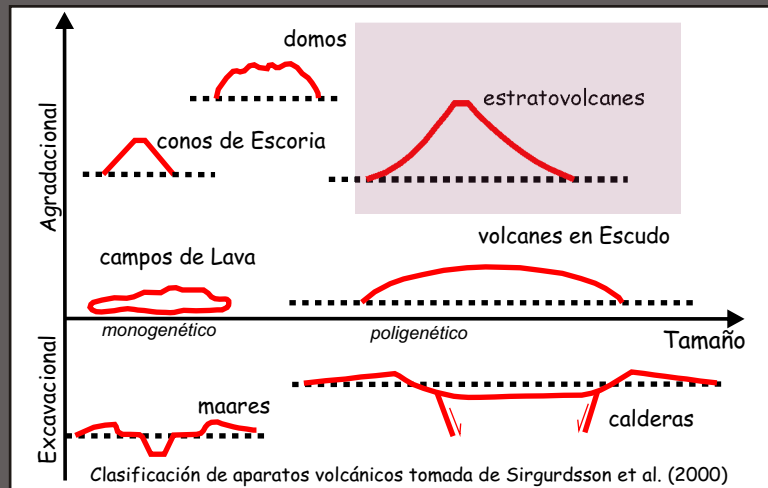 domos
estratovolcanes
conos de Escoria
Agradacional
volcanes en Escudo
campos de Lava
monogenético
poligenético
Tamaño
Excavacional
maares
calderas
Clasificación de aparatos volcánicos tomada de Sirgurdsson et al. (2000)